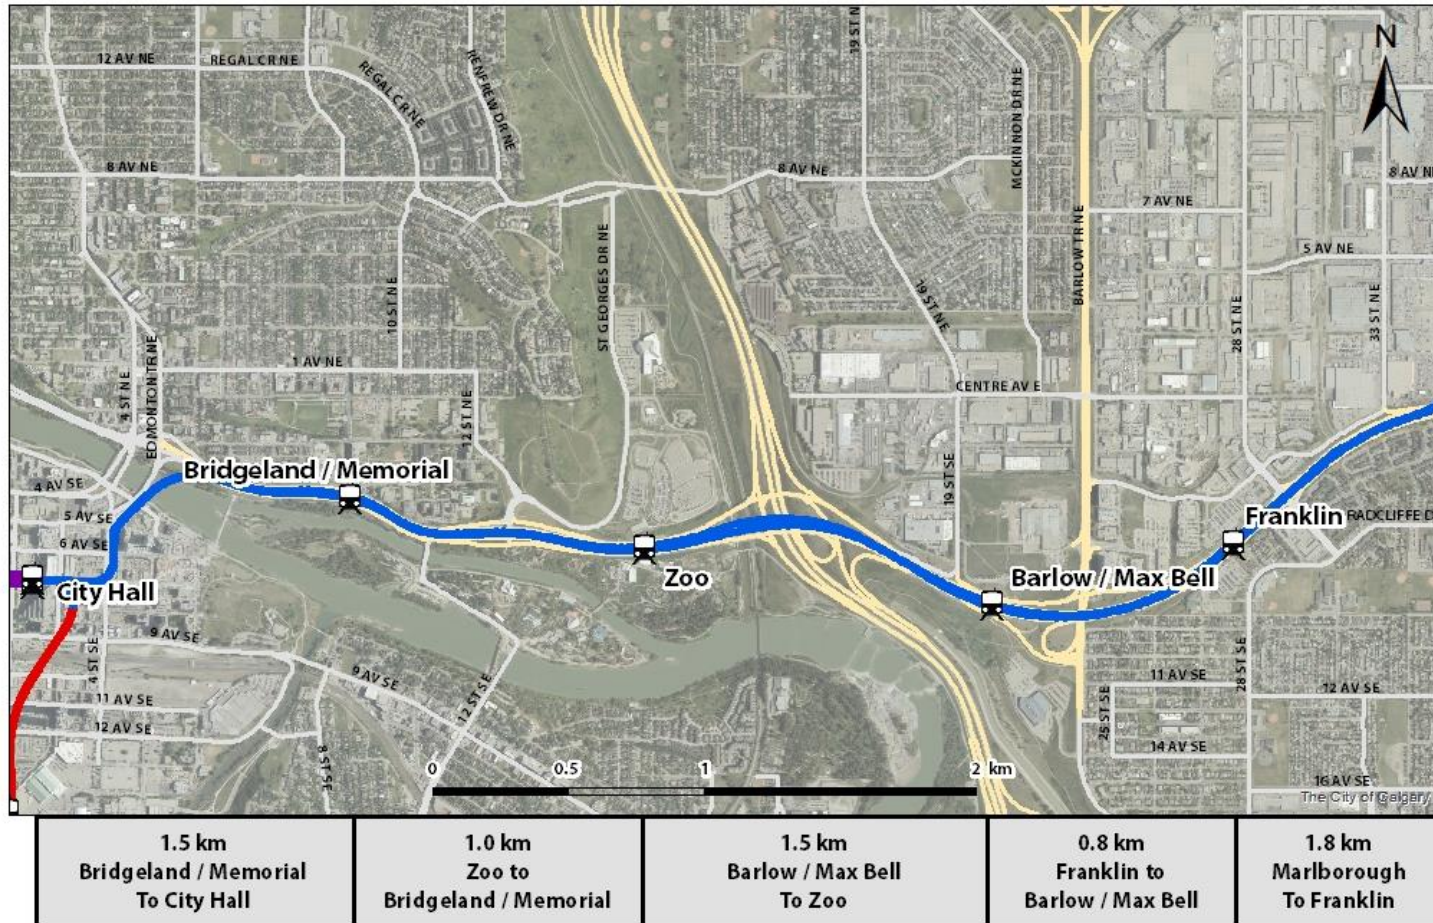 N
12 AV NE
REGAL CR NE
REGAL CR NE
RENFREW DR NE
19 ST N
MCKINNON DR NE
8 AV NE
8 AV NE
8 AV NE
7 AV NE
5 AV NE
BARLOW TR NE
ST GEORGES DR NE
10 ST NE
19 ST NE
28 ST NE
33 ST NE
1 AV NE
4 ST NE
EDMONTON TR NE
12 ST NE
CENTRE AV E
Bridgeland / Memorial
4 AV SE
5 AV SE
6 AV SE
19 ST SE
Franklin
RADCLIFFE D
City Hall
Zoo
Barlow / Max Bell
9 AV SE
4 ST SE
9 AV SE
12 ST SE
11 AV SE
12 AV SE
8 ST SE
11 AV SE
28 ST SE
12 AV SE
25 ST SE
14 AV SE
16 AV SE
0 0.5 1 2 km
The City of Calgary
1.5 km
Bridgeland / Memorial
To City Hall
1.0 km
Zoo to
Bridgeland / Memorial
1.5 km
Barlow / Max Bell
To Zoo
0.8 km
Franklin to
Barlow / Max Bell
1.8 km
Marlborough
To Franklin